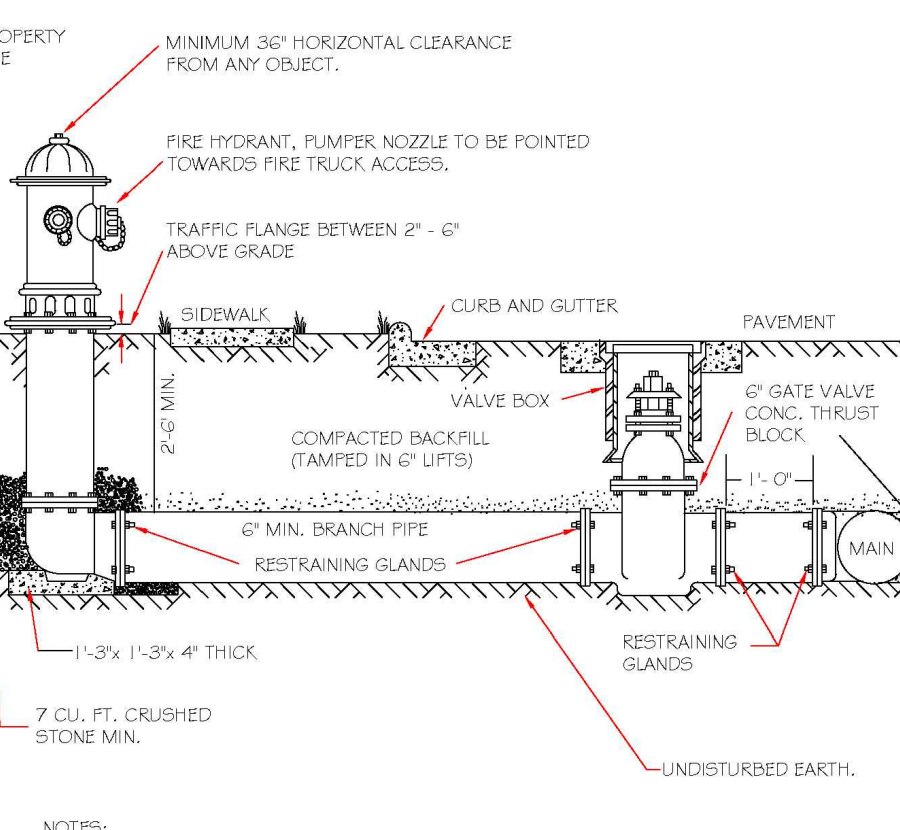 OPERTY
E
MINIMUM 36" HORIZONTAL CLEARANCE
FROM ANY OBJECT.
FIRE HYDRANT, PUMPER NOZZLE TO BE POINTED
TOWARDS FIRE TRUCK ACCESS.
TRAFFIC FLANGE BETWEEN 2" - 6"
ABOVE GRADE
SIDEWALK
CURB AND GUTTER
PAVEMENT
2'-6' MIN.
VALVE BOX
6" GATE VALVE
CONC. THRUST
BLOCK
COMPACTED BACKFILL
(TAMPED IN 6" LIFTS)
1'- 0"
6" MIN. BRANCH PIPE
RESTRAINING GLANDS
MAIN
RESTRAINING
GLANDS
1'-3"x 1'-3"x 4" THICK
7 CU. FT. CRUSHED
STONE MIN.
UNDISTURBED EARTH.
NOTES: